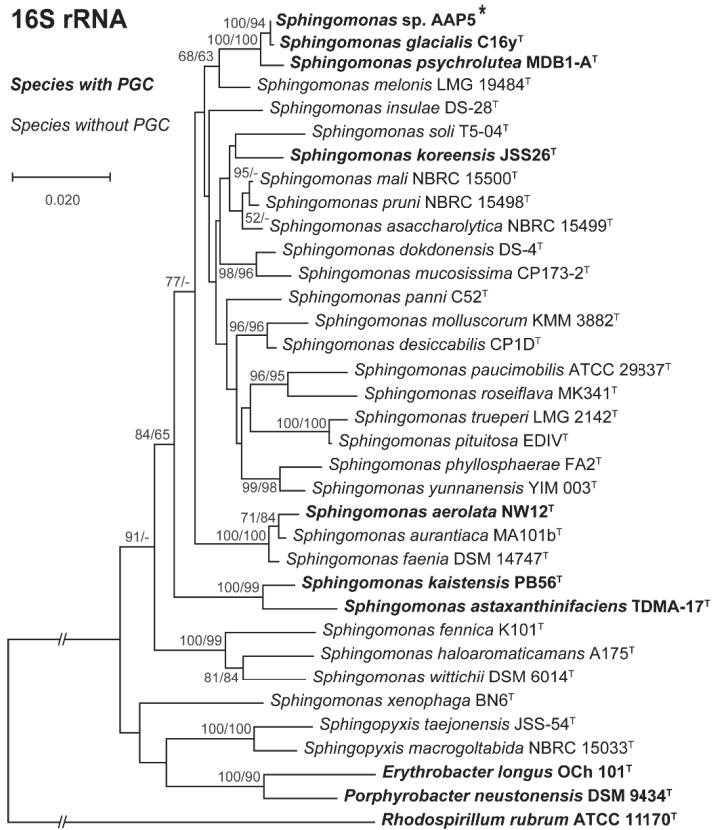 16S rRNA
Species with PGC
Species without PGC
0.020
100/94
Sphingomonas sp. AAP5*
100/100
Sphingomonas glacialis C16yᵀ
68/63
Sphingomonas psychrolutea MDB1-Aᵀ
Sphingomonas melonis LMG 19484ᵀ
Sphingomonas insulae DS-28ᵀ
Sphingomonas soli T5-04ᵀ
Sphingomonas koreensis JSS26ᵀ
95/-
Sphingomonas mali NBRC 15500ᵀ
Sphingomonas pruni NBRC 15498ᵀ
52/-
Sphingomonas asaccharolytica NBRC 15499ᵀ
Sphingomonas dokdonensis DS-4ᵀ
98/96
Sphingomonas mucosissima CP173-2ᵀ
77/-
Sphingomonas panni C52ᵀ
Sphingomonas molluscorum KMM 3882ᵀ
96/96
Sphingomonas desiccabilis CP1Dᵀ
Sphingomonas paucimobilis ATCC 29837ᵀ
96/95
Sphingomonas roseiflava MK341ᵀ
Sphingomonas trueperi LMG 2142ᵀ
100/100
Sphingomonas pituitosa EDIVᵀ
84/65
Sphingomonas phyllosphaerae FA2ᵀ
99/98
Sphingomonas yunnanensis YIM 003ᵀ
Sphingomonas aerolata NW12ᵀ
71/84
Sphingomonas aurantiaca MA101bᵀ
100/100
91/-
Sphingomonas faenia DSM 14747ᵀ
Sphingomonas kaistensis PB56ᵀ
100/99
Sphingomonas astaxanthinifaciens TDMA-17ᵀ
Sphingomonas fennica K101ᵀ
100/99
Sphingomonas haloaromaticamans A175ᵀ
81/84
Sphingomonas wittichii DSM 6014ᵀ
Sphingomonas xenophaga BN6ᵀ
Sphingopyxis taejonensis JSS-54ᵀ
100/100
Sphingopyxis macrogoltabida NBRC 15033ᵀ
Erythrobacter longus OCh 101ᵀ
100/90
Porphyrobacter neustonensis DSM 9434ᵀ
Rhodospirillum rubrum ATCC 11170ᵀ